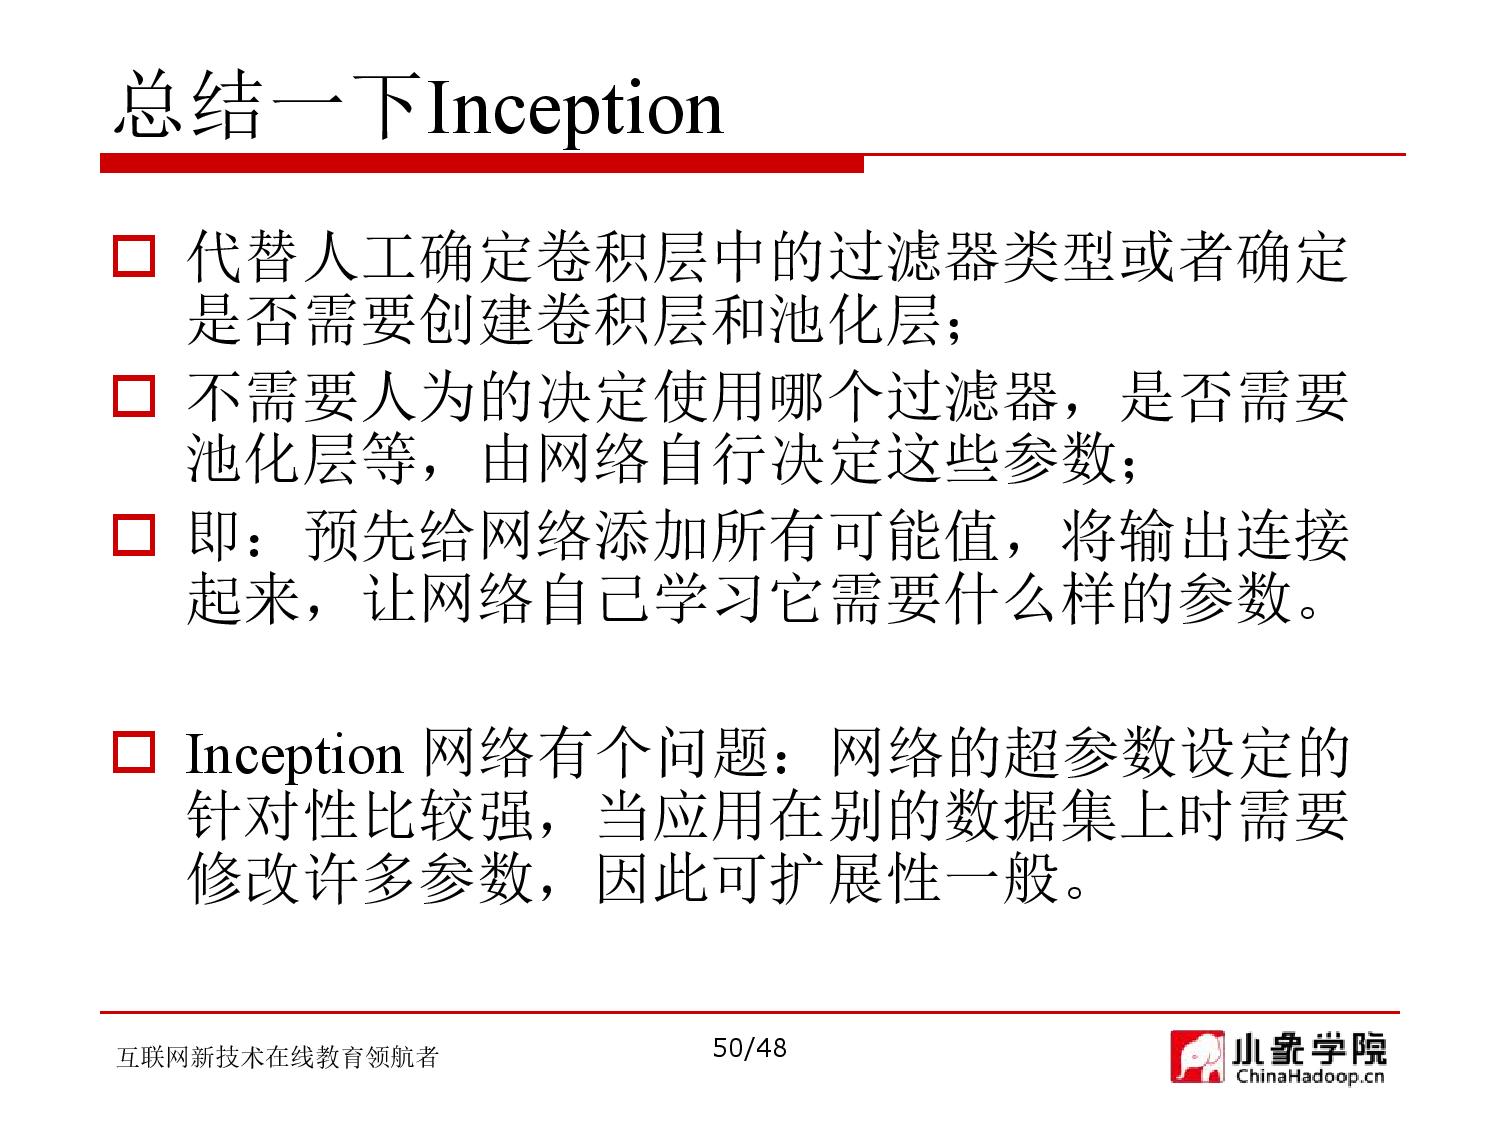 总结一下Inception
代替人工确定卷积层中的过滤器类型或者确定
是否需要创建卷积层和池化层；
不需要人为的决定使用哪个过滤器，是否需要
池化层等，由网络自行决定这些参数；
即：预先给网络添加所有可能值，将输出连接
起来，让网络自己学习它需要什么样的参数。
Inception 网络有个问题：网络的超参数设定的
针对性比较强，当应用在别的数据集上时需要
修改许多参数，因此可扩展性一般。
互联网新技术在线教育领航者
50/48
小象学院
ChinaHadoop.cn